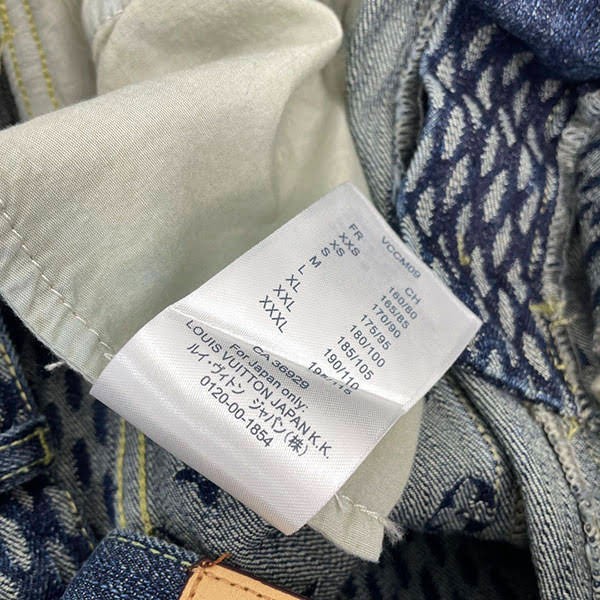 VCCM09
FR CH
XXS 160/80
XS 165/85
S 170/90
M 175/95
L 180/100
XL 185/105
XXL 190/110
XXXL 195/115
CA 36929
For Japan only:
LOUIS VUITTON JAPAN K.K.
ルイ・ヴィトン ジャパン(株)
0120-00-1854